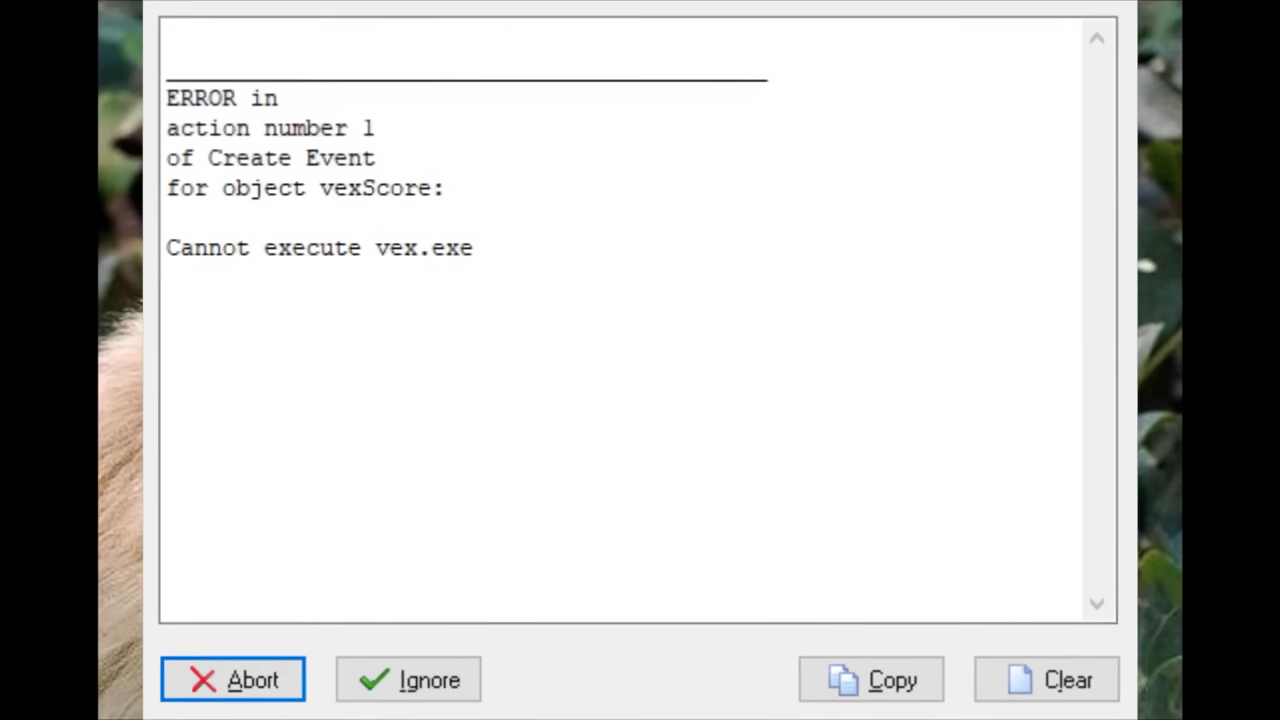 ERROR in
action number 1
of Create Event
for object vexScore:
Cannot execute vex.exe
Abort
Ignore
Copy
Clear